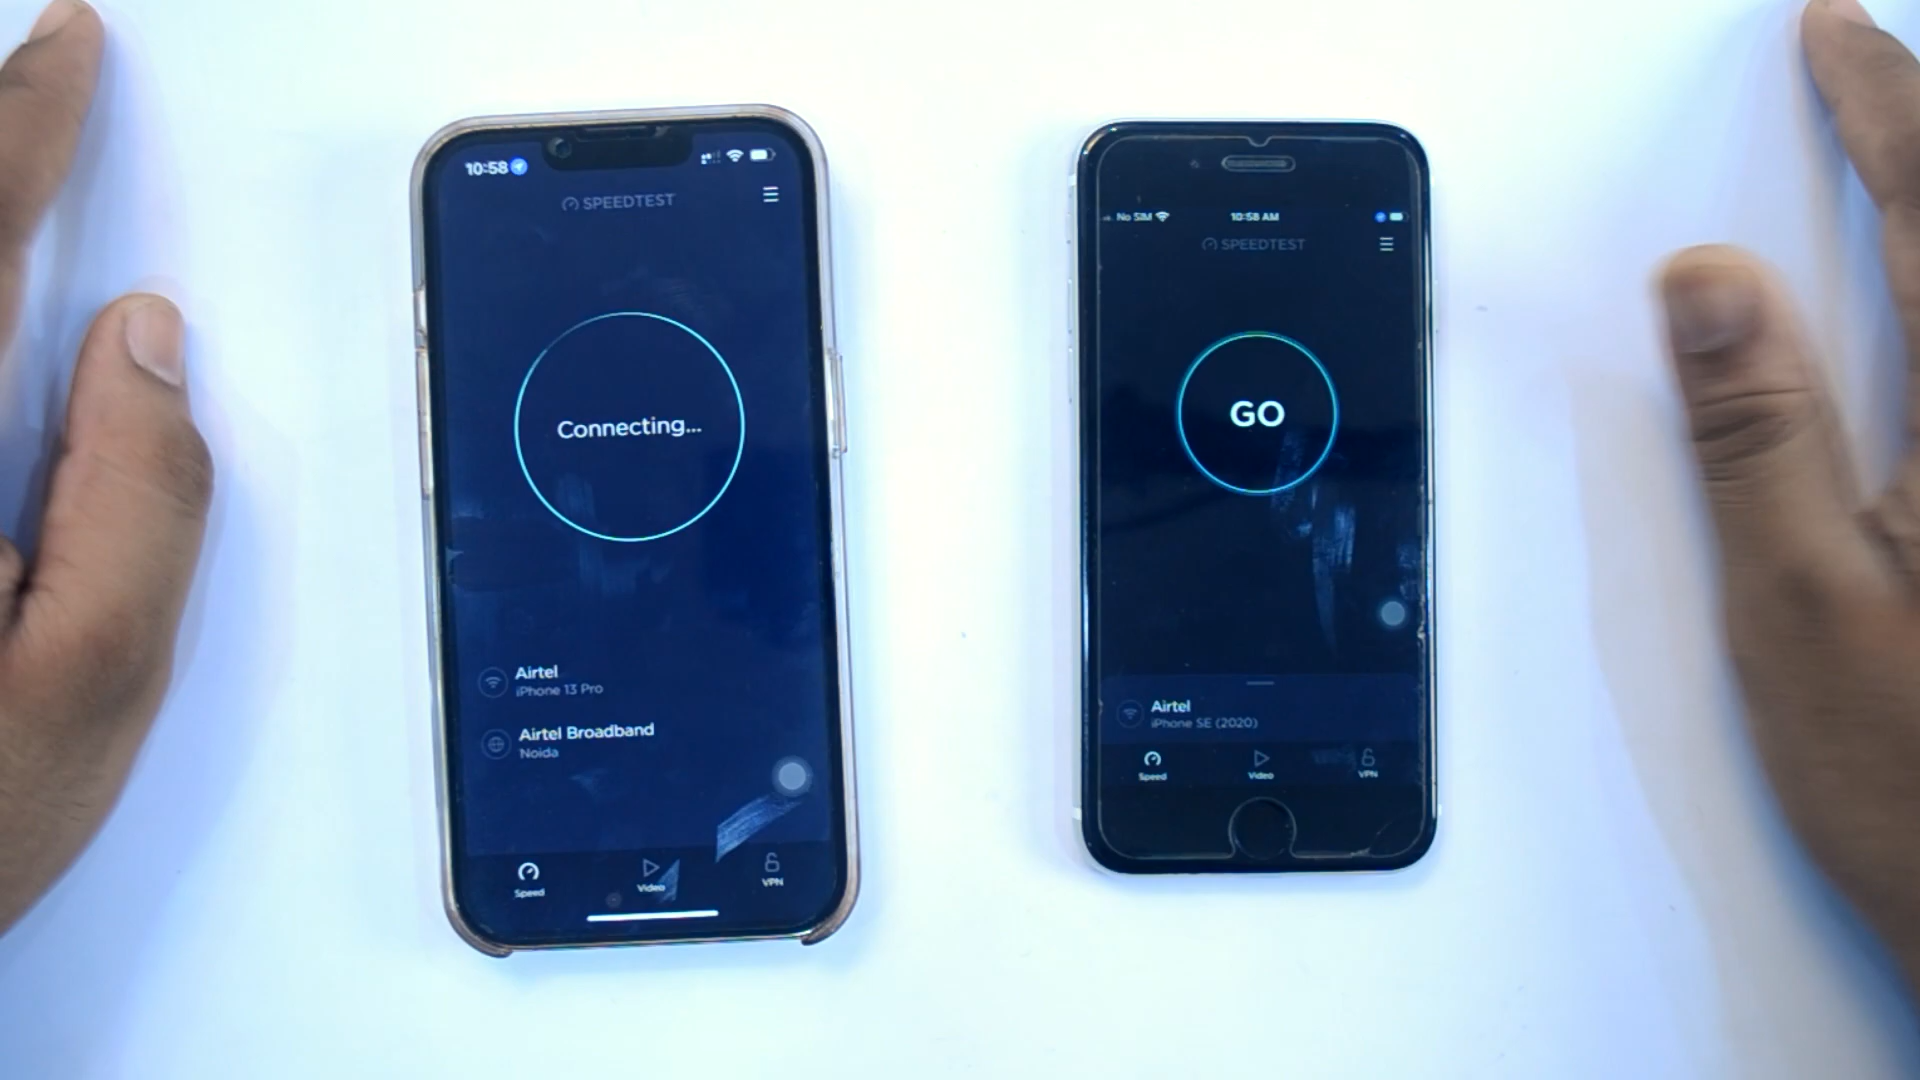 10:58
SPEEDTEST
Connecting...
Airtel
iPhone 13 Pro
Airtel Broadband
Noida
Speed
Video
VPN
No SIM
10:58 AM
SPEEDTEST
GO
Airtel
iPhone SE (2020)
Speed
Video
VPN